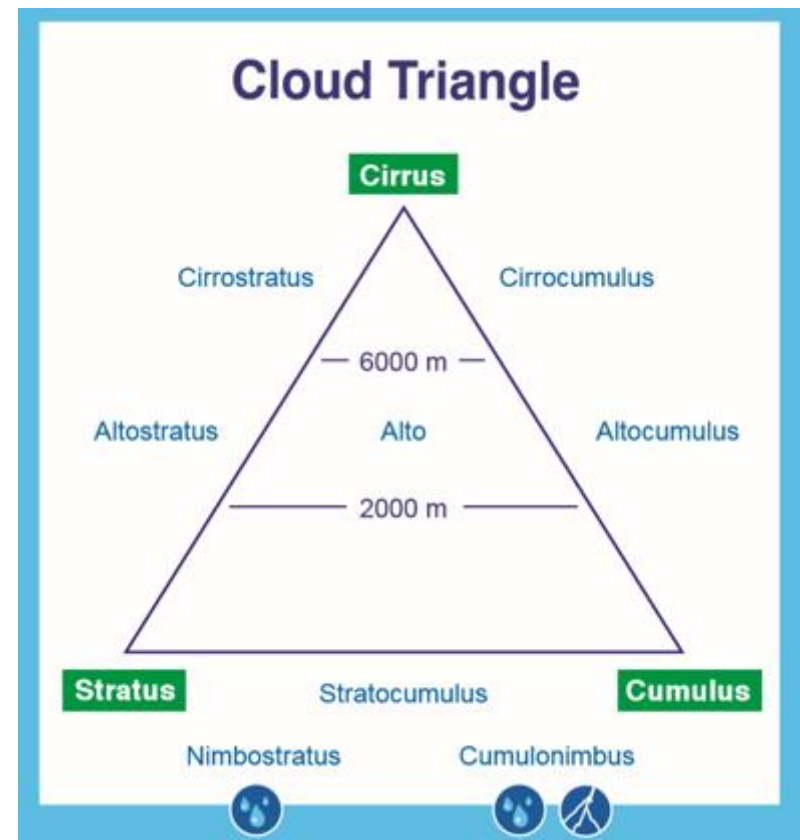 Cloud Triangle
Cirrus
Cirrostratus Cirrocumulus
6000 m
Altostratus Alto Altocumulus
2000 m
Stratus Stratocumulus Cumulus
Nimbostratus Cumulonimbus